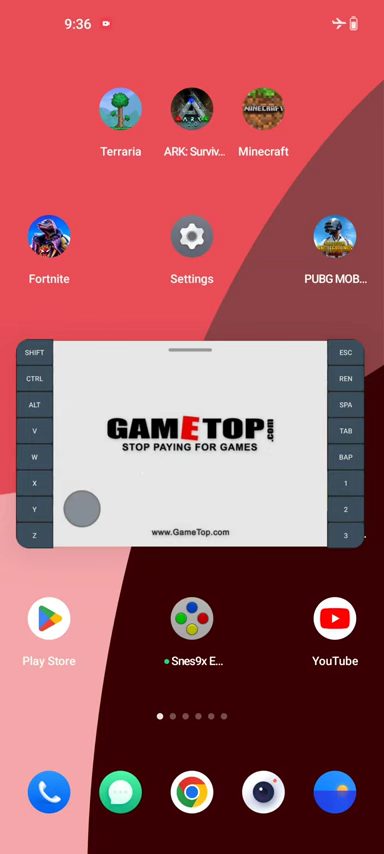 9:36
Terraria
ARK: Surviv...
Minecraft
MINECRAFT
Fortnite
Settings
PUBG MOB...
SHIFT
CTRL
ALT
V
W
X
Y
Z
GAMETOP.com
STOP PAYING FOR GAMES
www.GameTop.com
ESC
REN
SPA
TAB
BAP
1
2
3
Play Store
Snes9x E...
YouTube